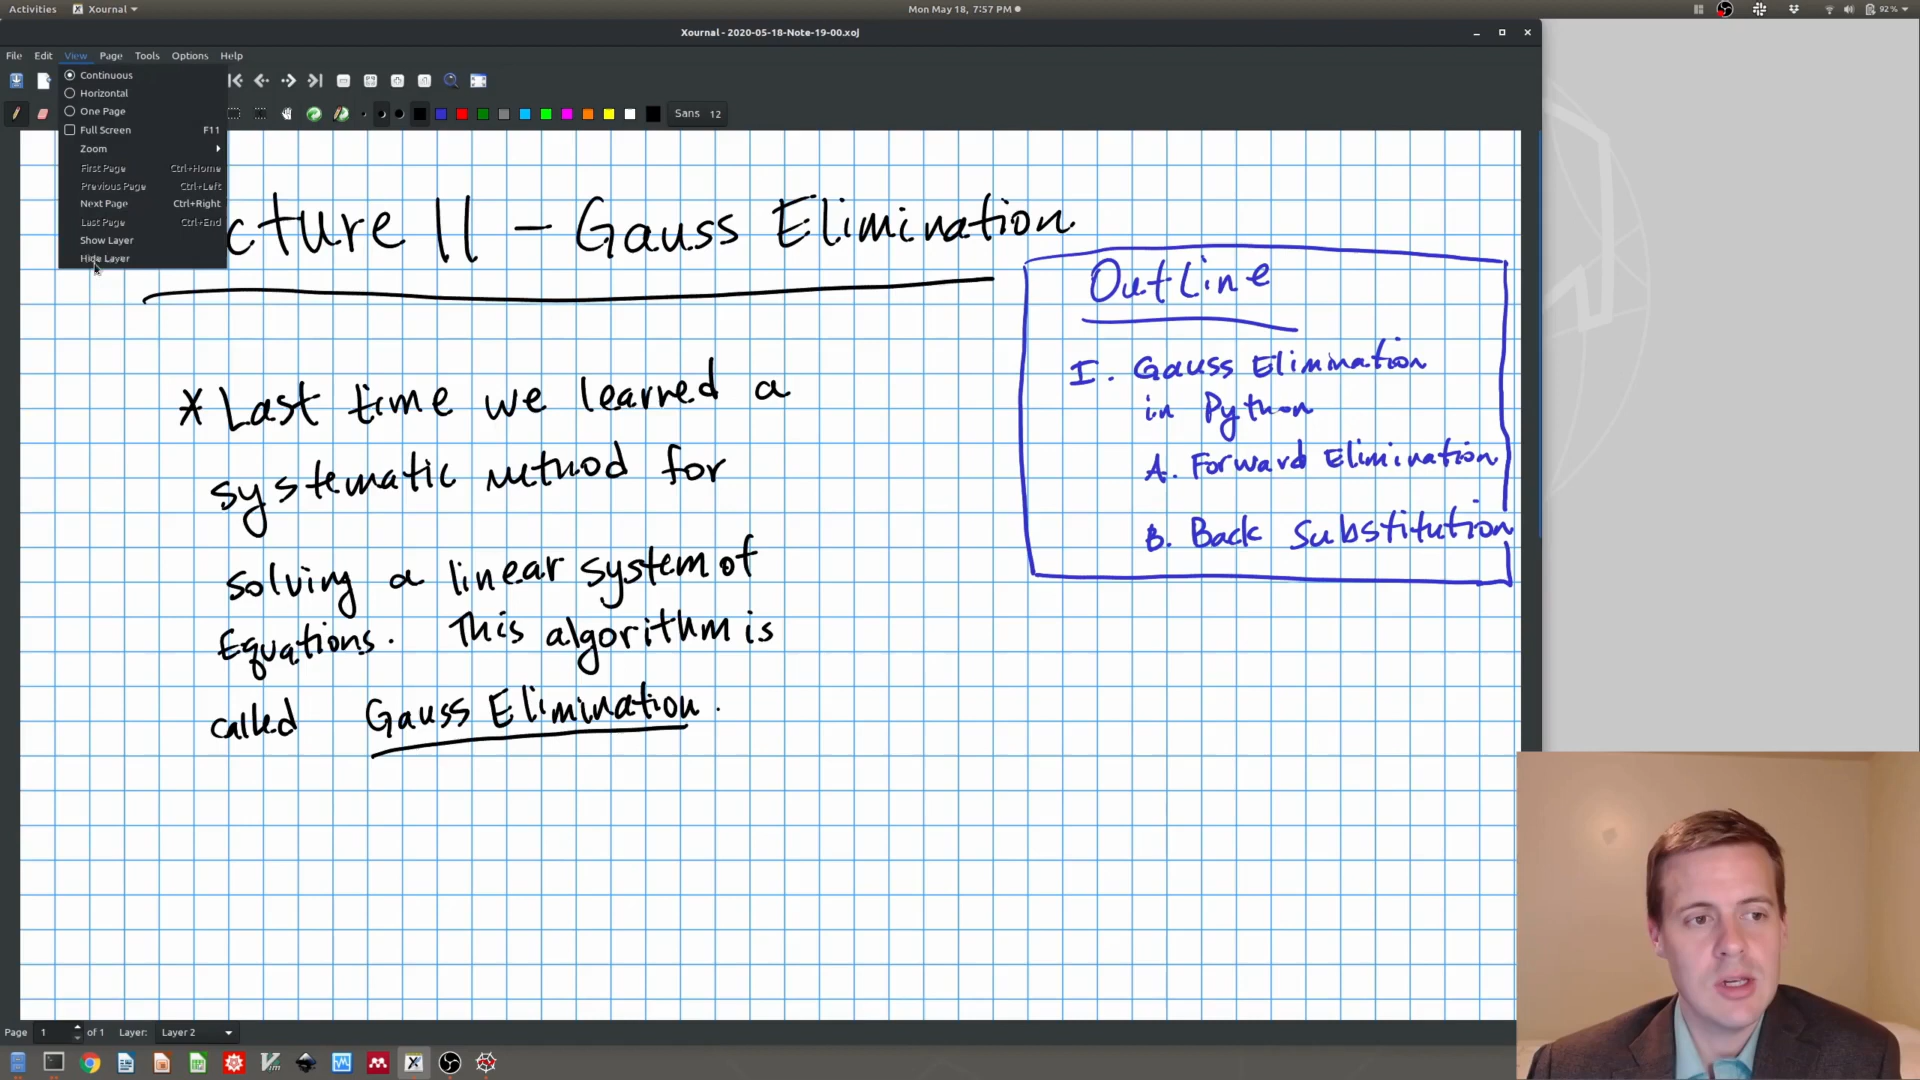 Activities Xournal Mon May 18, 7:57 PM 92 %
Xournal - 2020-05-18-Note-19-00.xoj
File Edit View Page Tools Options Help
Continuous
Horizontal
One Page
Full Screen F11
Zoom
First Page Ctrl+Home
Previous Page Ctrl+Left
Next Page Ctrl+Right
Last Page Ctrl+End
Show Layer
Hide Layer
Sans 12
cture 11 - Gauss Elimination
* Last time we learned a
systematic method for
solving a linear system of
Equations. This algorithm is
called Gauss Elimination.
Outline
I. Gauss Elimination
in Python
A. Forward Elimination
B. Back Substitution
Page 1 of 1 Layer: Layer 2